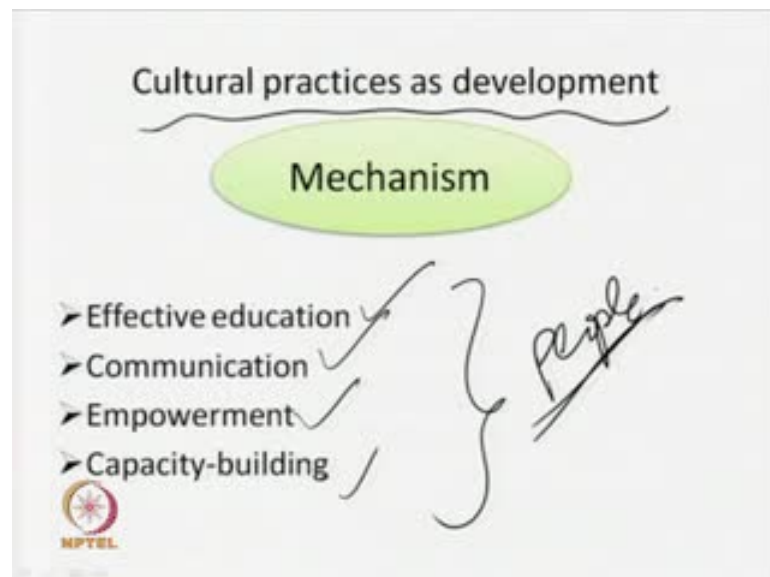 Cultural practices as development
Mechanism
➢Effective education
➢Communication
➢Empowerment
➢Capacity-building
People
NPTEL